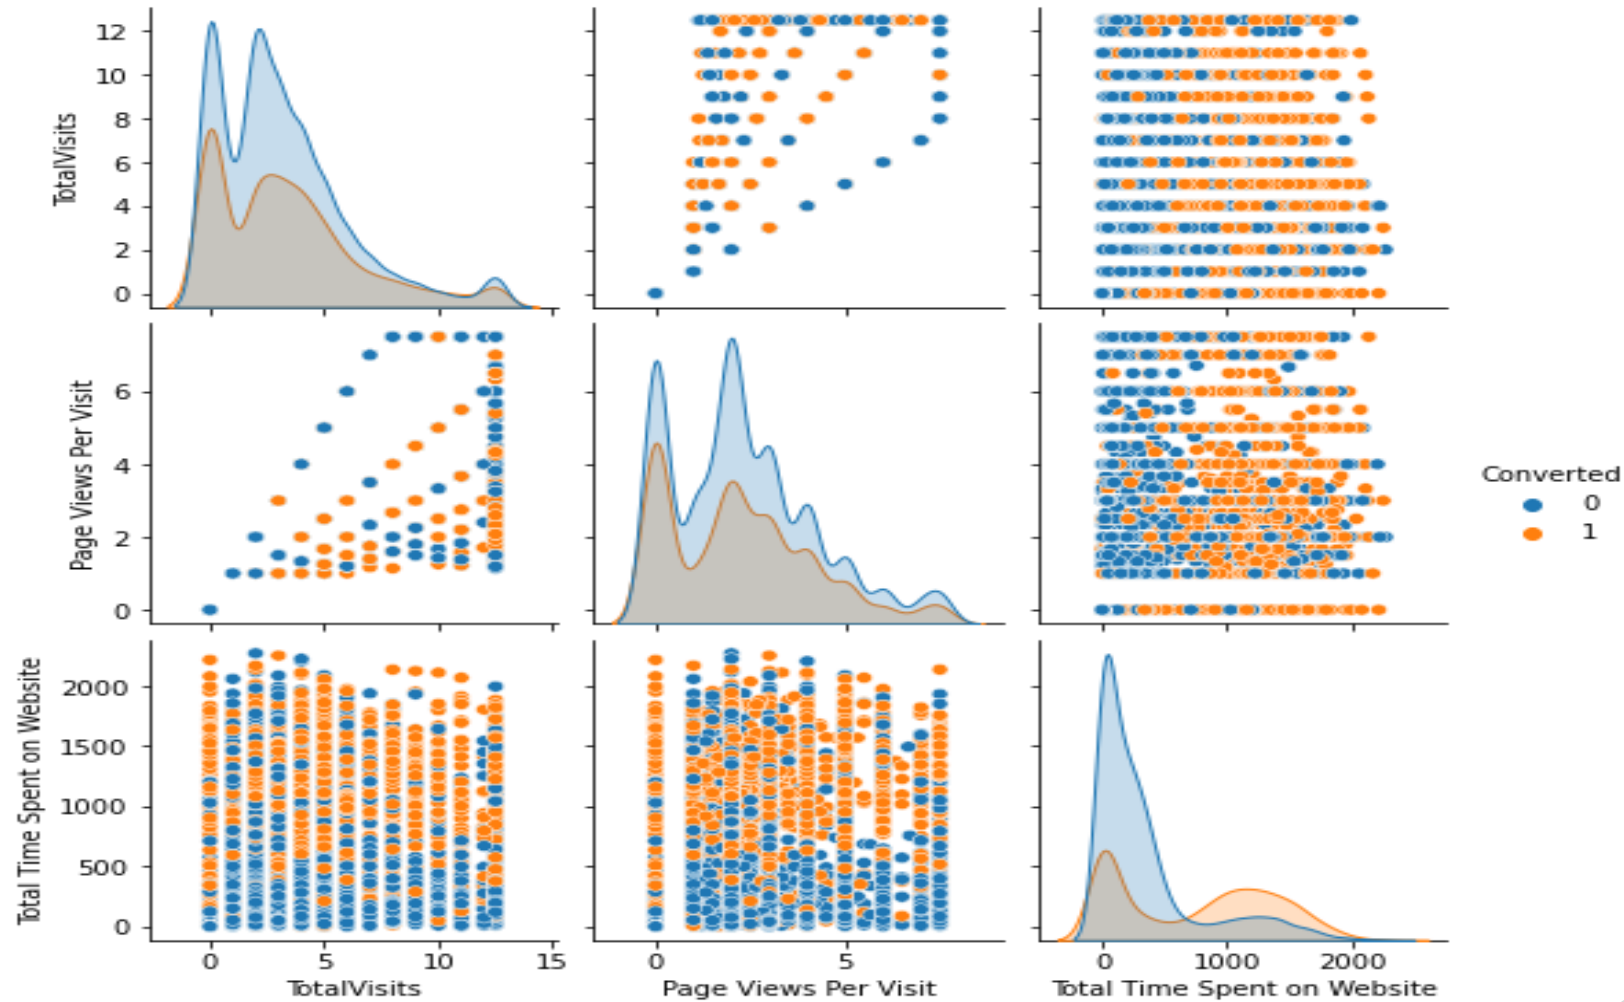 12
10
8
6
4
2
0
TotalVisits
6
4
2
0
Page Views Per Visit
Converted
0
1
2000
1500
1000
500
0
Total Time Spent on Website
0 5 10 15
0 5
0 1000 2000
TotalVisits
Page Views Per Visit
Total Time Spent on Website